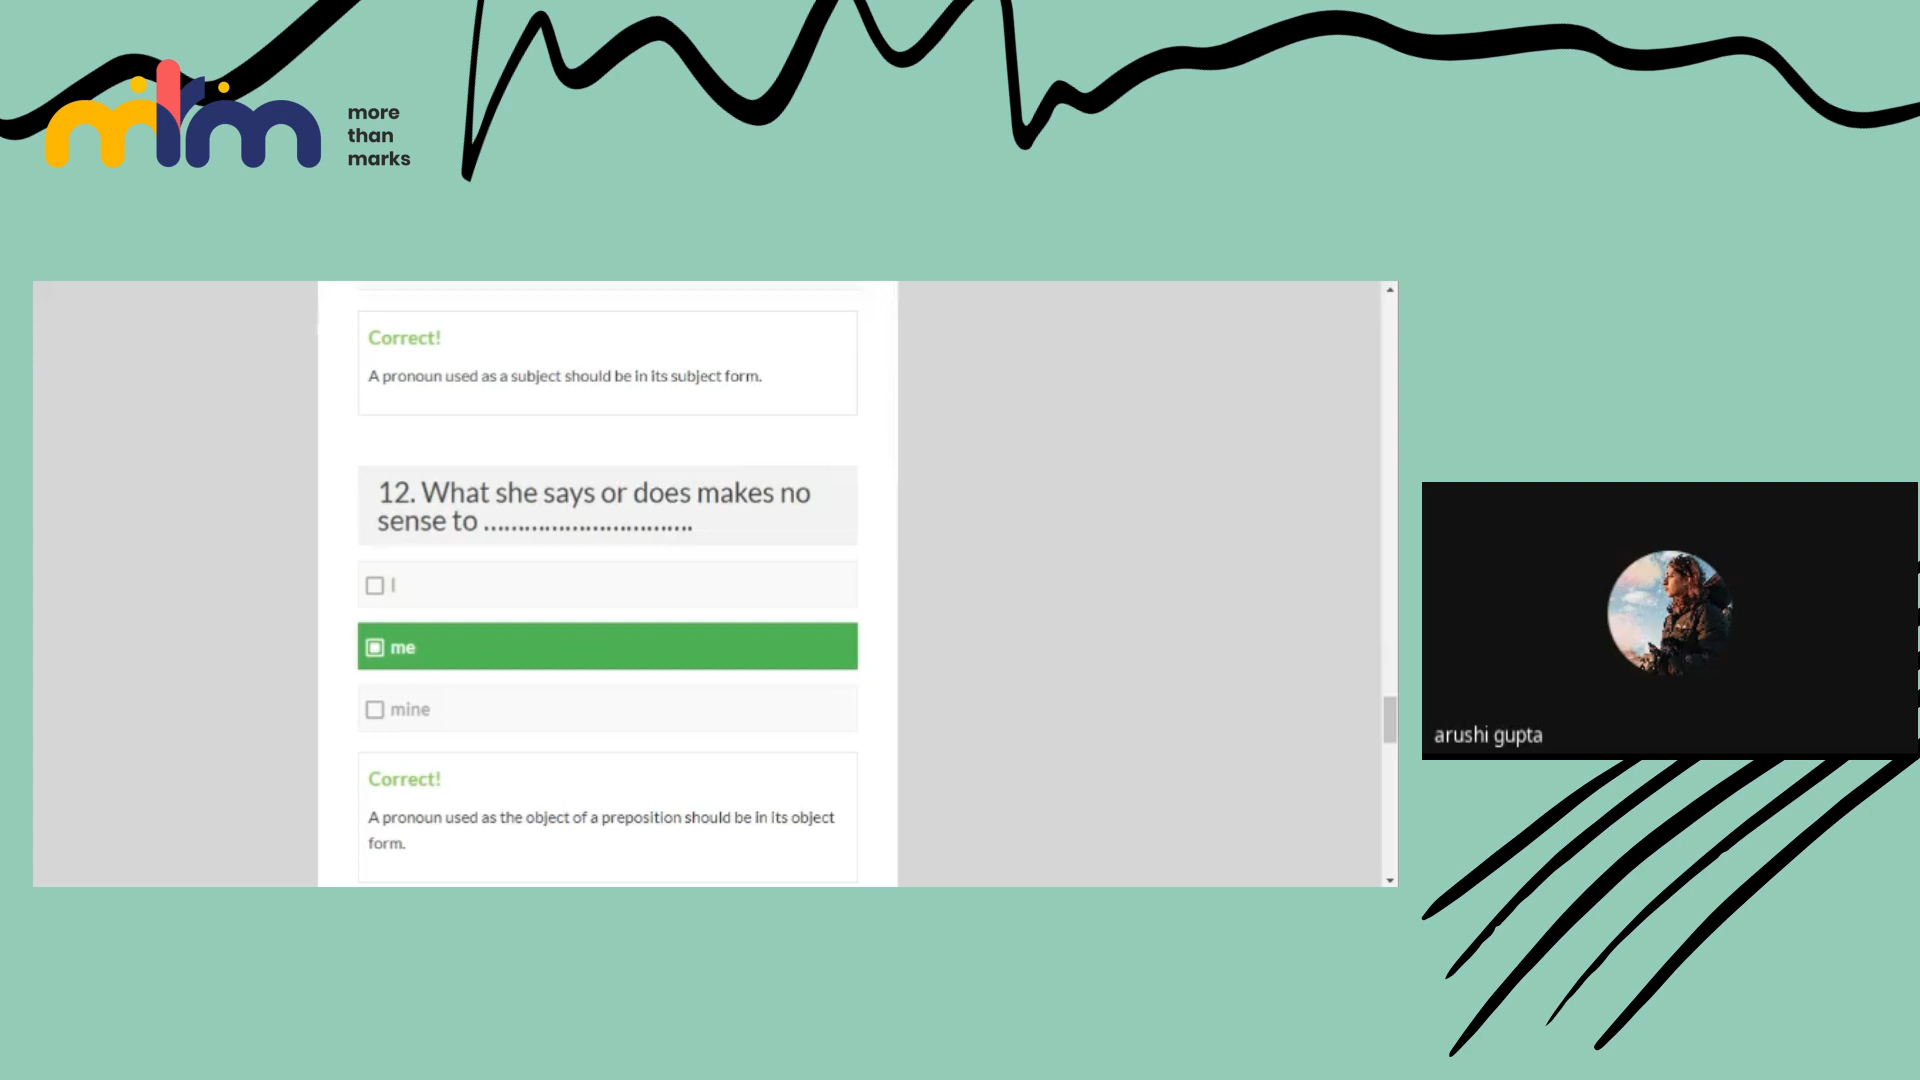 mtm
more
than
marks
Correct!
A pronoun used as a subject should be in its subject form.
12. What she says or does makes no
sense to ..............................
I
me
mine
Correct!
A pronoun used as the object of a preposition should be in its object
form.
arushi gupta